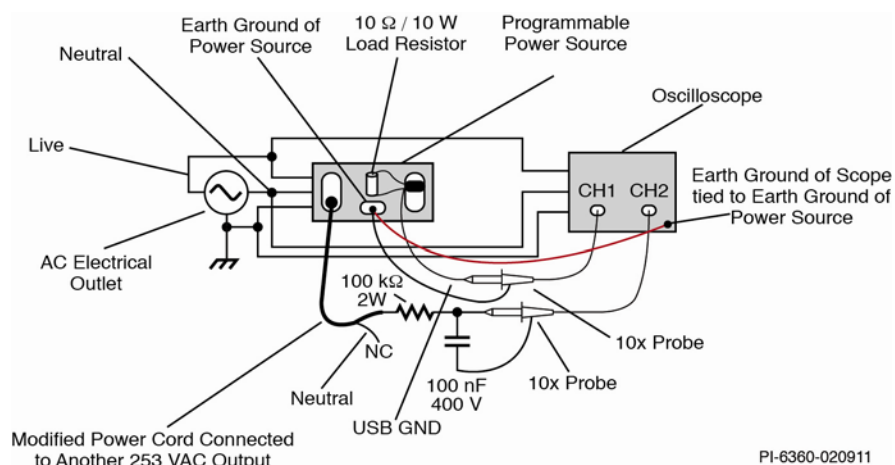 Earth Ground of
Power Source
10 Ω / 10 W
Load Resistor
Programmable
Power Source
Neutral
Oscilloscope
Live
Earth Ground of Scope
tied to Earth Ground of
Power Source
CH1
CH2
AC Electrical
Outlet
100 kΩ
2W
NC
10x Probe
Neutral
100 nF
400 V
10x Probe
USB GND
Modified Power Cord Connected
to Another 253 VAC Output
PI-6360-020911